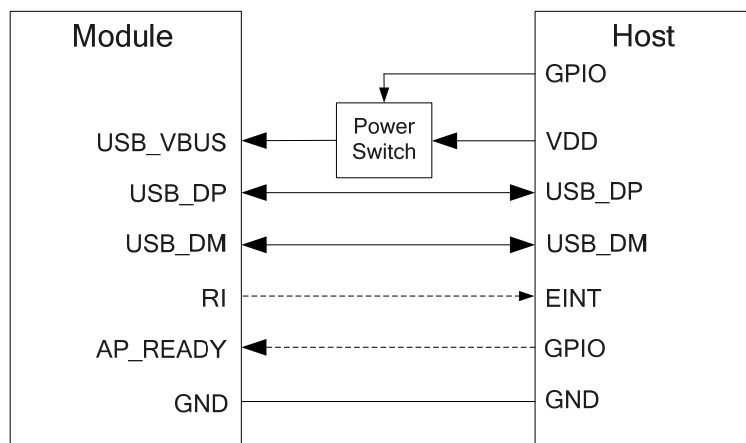 Module
Host
GPIO
Power
Switch
USB_VBUS
VDD
USB_DP
USB_DP
USB_DM
USB_DM
RI
EINT
AP_READY
GPIO
GND
GND